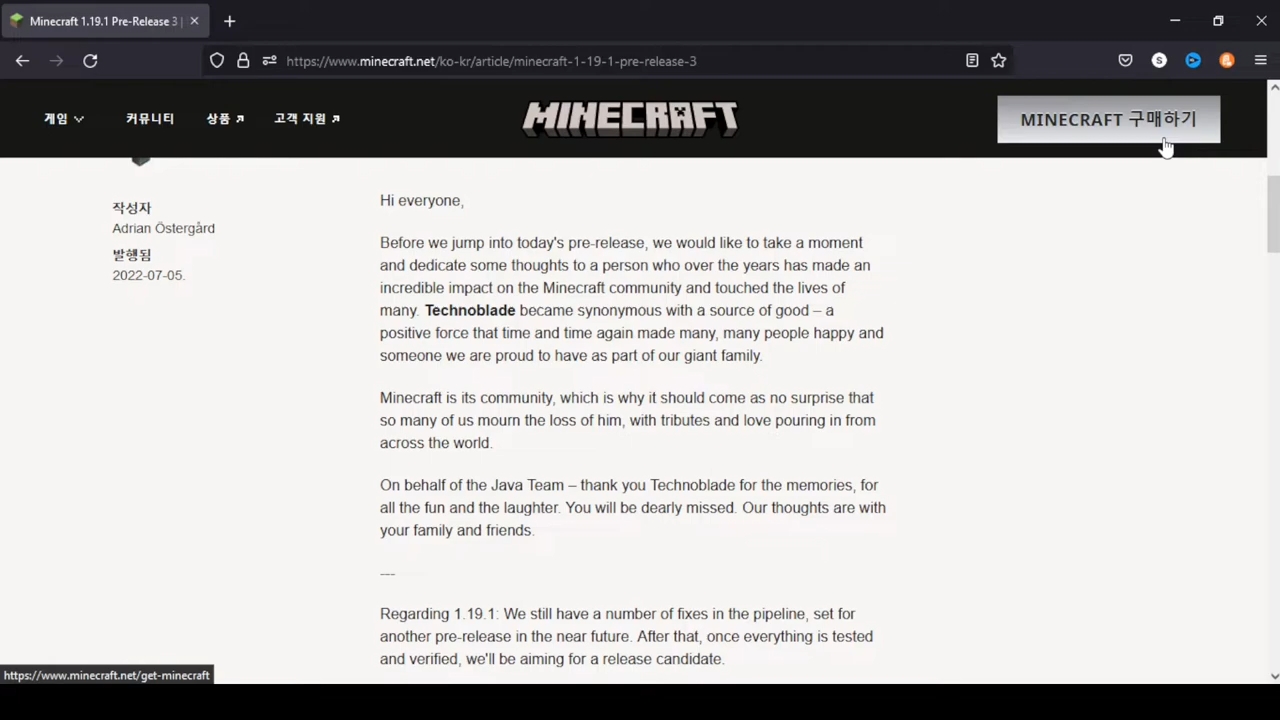 Minecraft 1.19.1 Pre-Release 3 |
https://www.minecraft.net/ko-kr/article/minecraft-1-19-1-pre-release-3
S
게임
커뮤니티
상품
고객 지원
MINECRAFT
MINECRAFT 구매하기
작성자
Adrian Östergård
발행됨
2022-07-05.
Hi everyone,
Before we jump into today's pre-release, we would like to take a moment
and dedicate some thoughts to a person who over the years has made an
incredible impact on the Minecraft community and touched the lives of
many. Technoblade became synonymous with a source of good – a
positive force that time and time again made many, many people happy and
someone we are proud to have as part of our giant family.
Minecraft is its community, which is why it should come as no surprise that
so many of us mourn the loss of him, with tributes and love pouring in from
across the world.
On behalf of the Java Team – thank you Technoblade for the memories, for
all the fun and the laughter. You will be dearly missed. Our thoughts are with
your family and friends.
---
Regarding 1.19.1: We still have a number of fixes in the pipeline, set for
another pre-release in the near future. After that, once everything is tested
and verified, we'll be aiming for a release candidate.
https://www.minecraft.net/get-minecraft